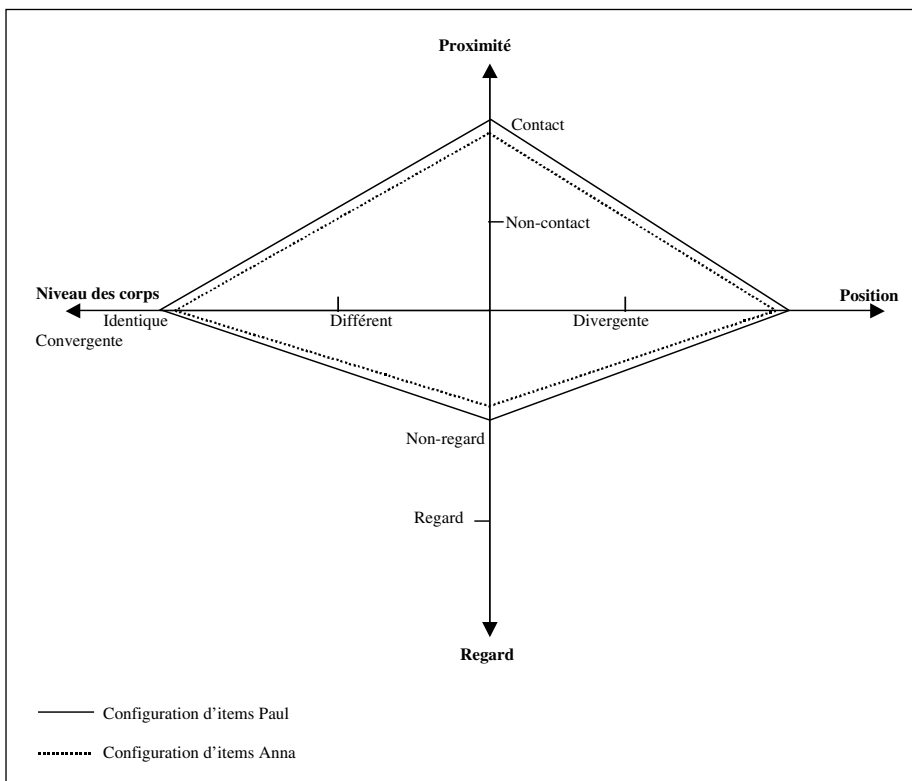 Proximité
Contact
Non-contact
Niveau des corps
Position
Identique
Différent
Divergente
Convergente
Non-regard
Regard
Regard
Configuration d’items Paul
Configuration d’items Anna